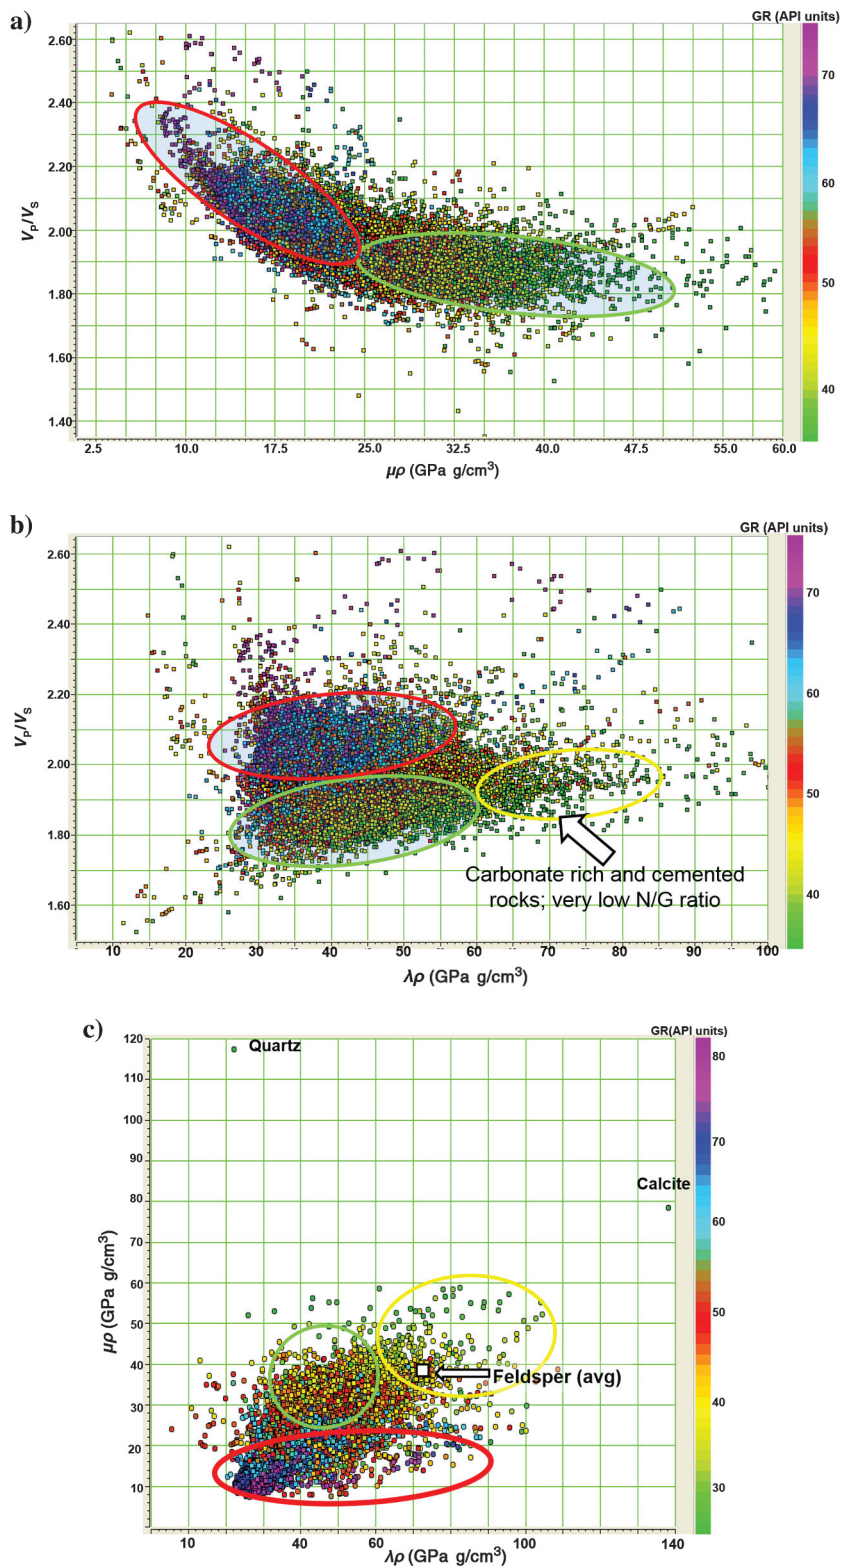 a)
GR (API units)
2.60
2.40
2.20
2.00
1.80
1.60
1.40
VP/VS
70
60
50
40
2.5 10.0 17.5 25.0 32.5 40.0 47.5 55.0 60.0
μρ (GPa g/cm³)
b)
GR (API units)
2.60
2.40
2.20
2.00
1.80
1.60
VP/VS
70
60
50
40
Carbonate rich and cemented
rocks; very low N/G ratio
10 20 30 40 50 60 70 80 90 100
λρ (GPa g/cm³)
c)
GR(API units)
120
110
100
90
80
70
60
50
40
30
20
10
μρ (GPa g/cm³)
Quartz
Calcite
Feldsper (avg)
80
70
60
50
40
30
10 40 60 100 140
λρ (GPa g/cm³)